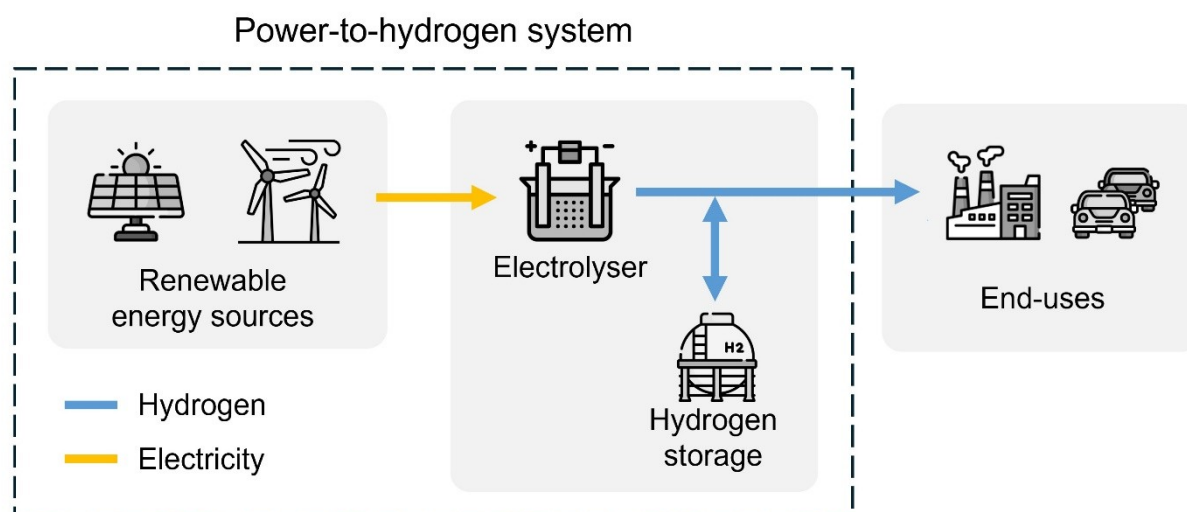 Power-to-hydrogen system
+
−
Electrolyser
Renewable
energy sources
End-uses
H2
Hydrogen
storage
Hydrogen
Electricity